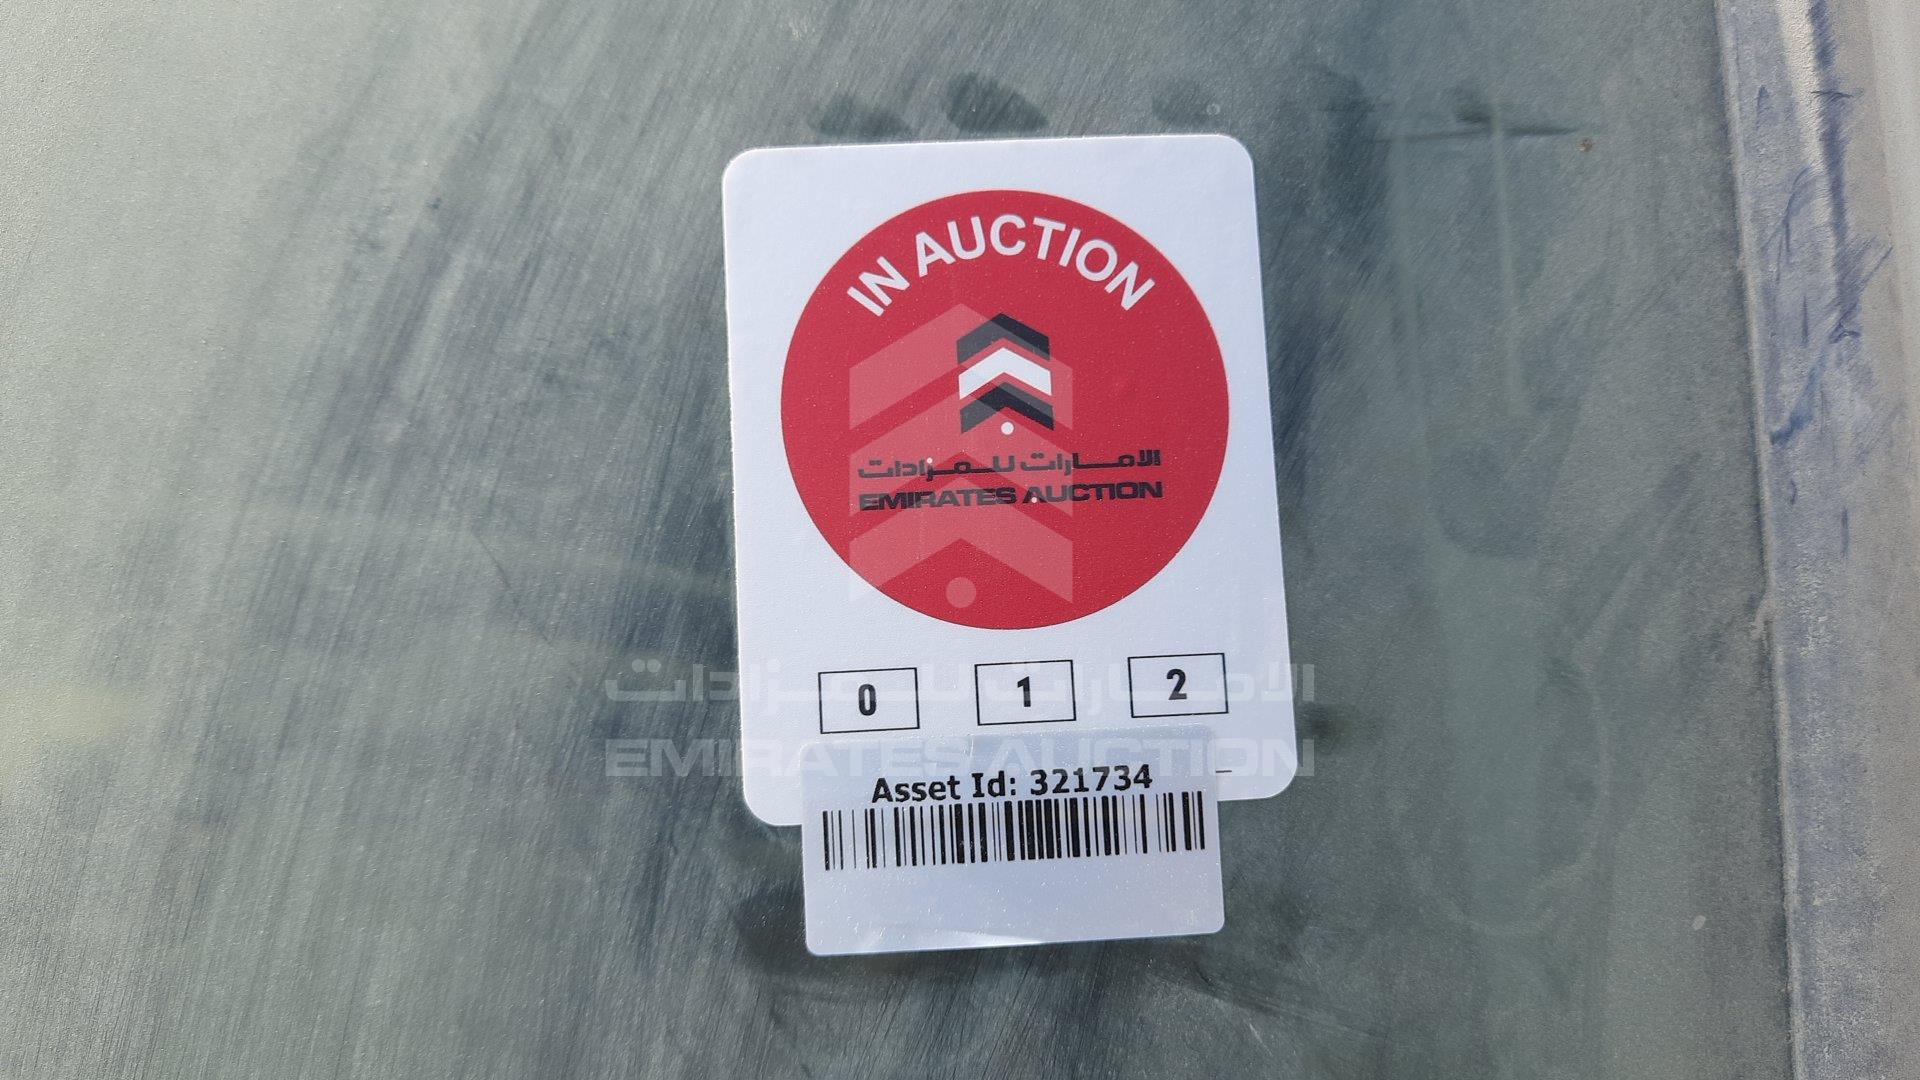 IN AUCTION
الامارات للمزادات
EMIRATES AUCTION
0 1 2
الامارات للمزادات
EMIRATES AUCTION
Asset Id: 321734